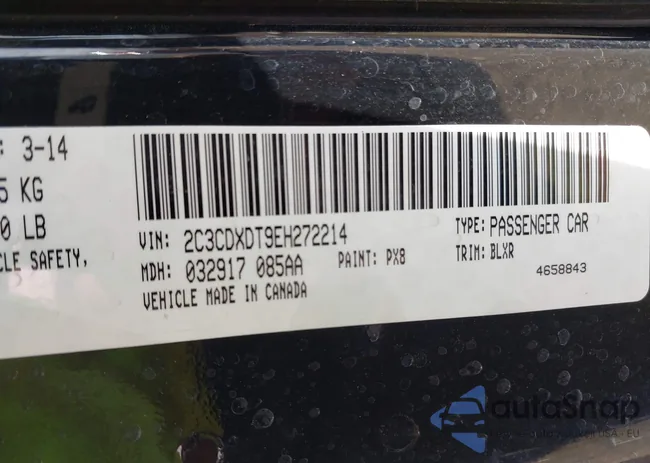 : 3-14
5 KG
0 LB
CLE SAFETY,
VIN: 2C3CDXDT9EH272214
TYPE: PASSENGER CAR
MDH: 032917 085AA
PAINT: PX8
TRIM: BLXR
VEHICLE MADE IN CANADA
4658843
autoSnap